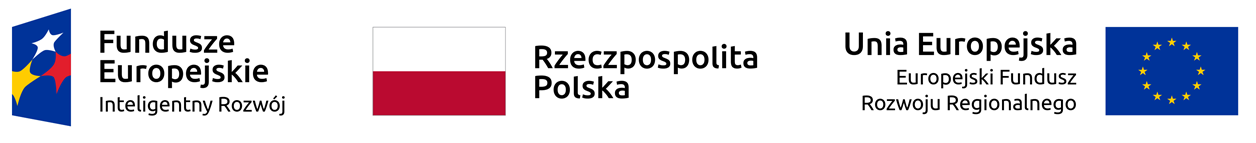 Fundusze
Europejskie
Inteligentny Rozwój
Rzeczpospolita
Polska
Unia Europejska
Europejski Fundusz
Rozwoju Regionalnego